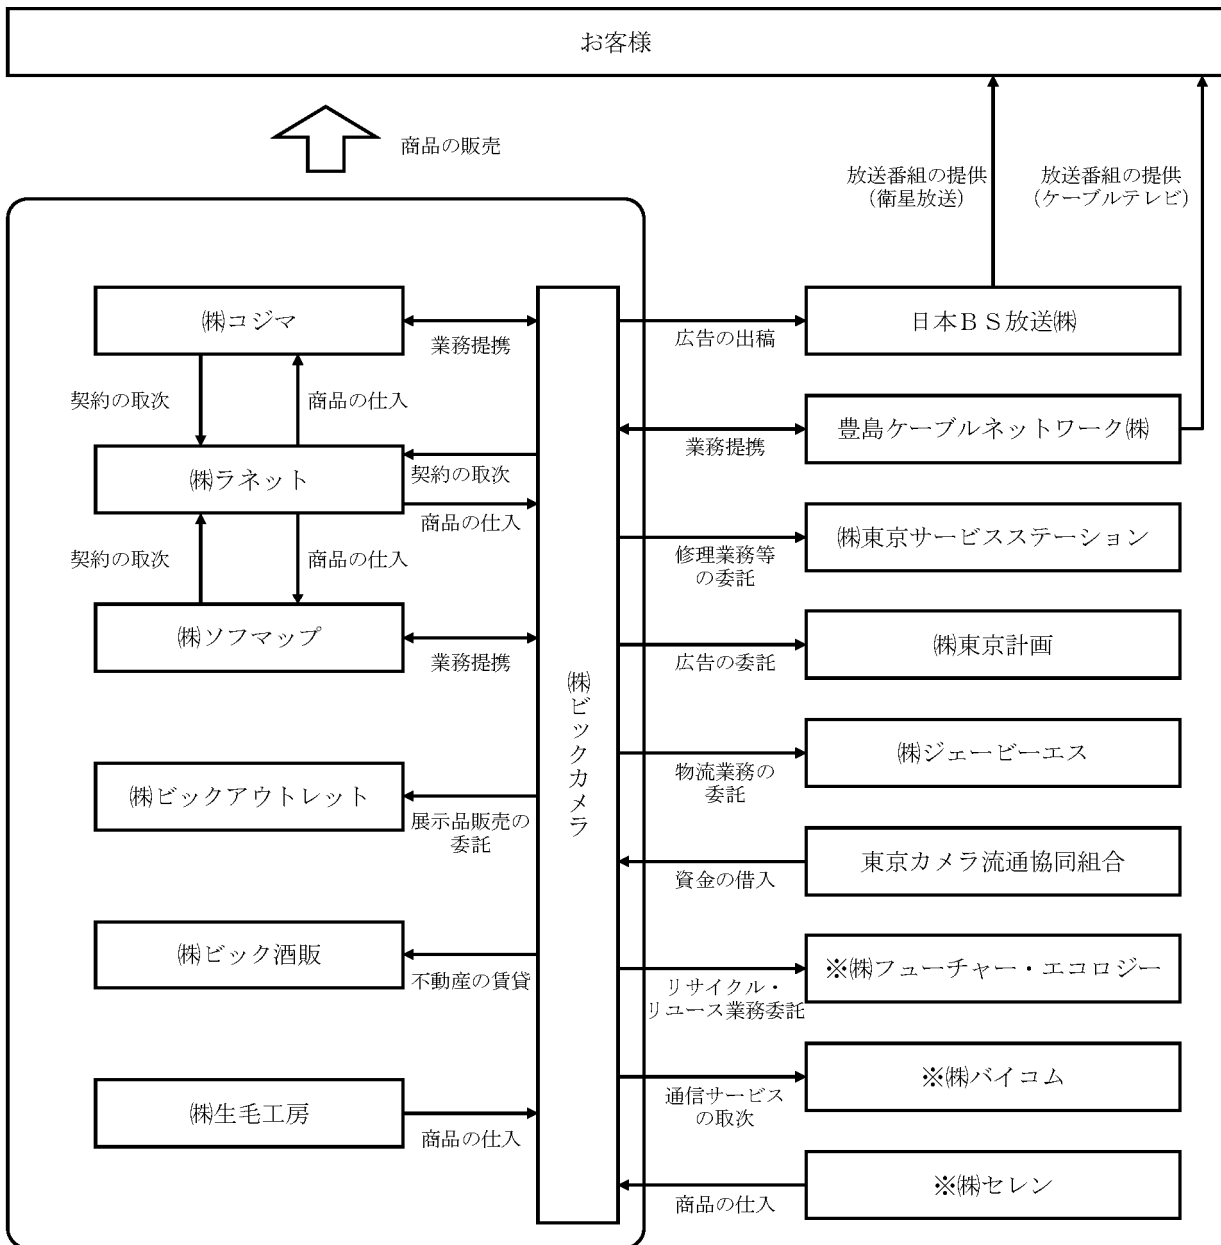 お客様
商品の販売
放送番組の提供
(衛星放送)
放送番組の提供
(ケーブルテレビ)
㈱コジマ
業務提携
広告の出稿
日本ＢＳ放送㈱
契約の取次
商品の仕入
業務提携
豊島ケーブルネットワーク㈱
㈱ラネット
契約の取次
商品の仕入
契約の取次
商品の仕入
修理業務等
の委託
㈱東京サービスステーション
㈱ソフマップ
業務提携
広告の委託
㈱東京計画
㈱ビックカメラ
物流業務の
委託
㈱ジェービーエス
㈱ビックアウトレット
展示品販売の
委託
資金の借入
東京カメラ流通協同組合
㈱ビック酒販
不動産の賃貸
リサイクル・
リユース業務委託
※㈱フューチャー・エコロジー
通信サービス
の取次
※㈱バイコム
㈱生毛工房
商品の仕入
商品の仕入
※㈱セレン